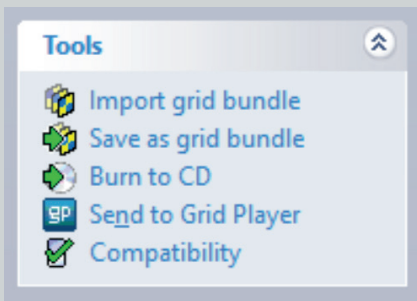 Tools
Import grid bundle
Save as grid bundle
Burn to CD
gp Send to Grid Player
Compatibility